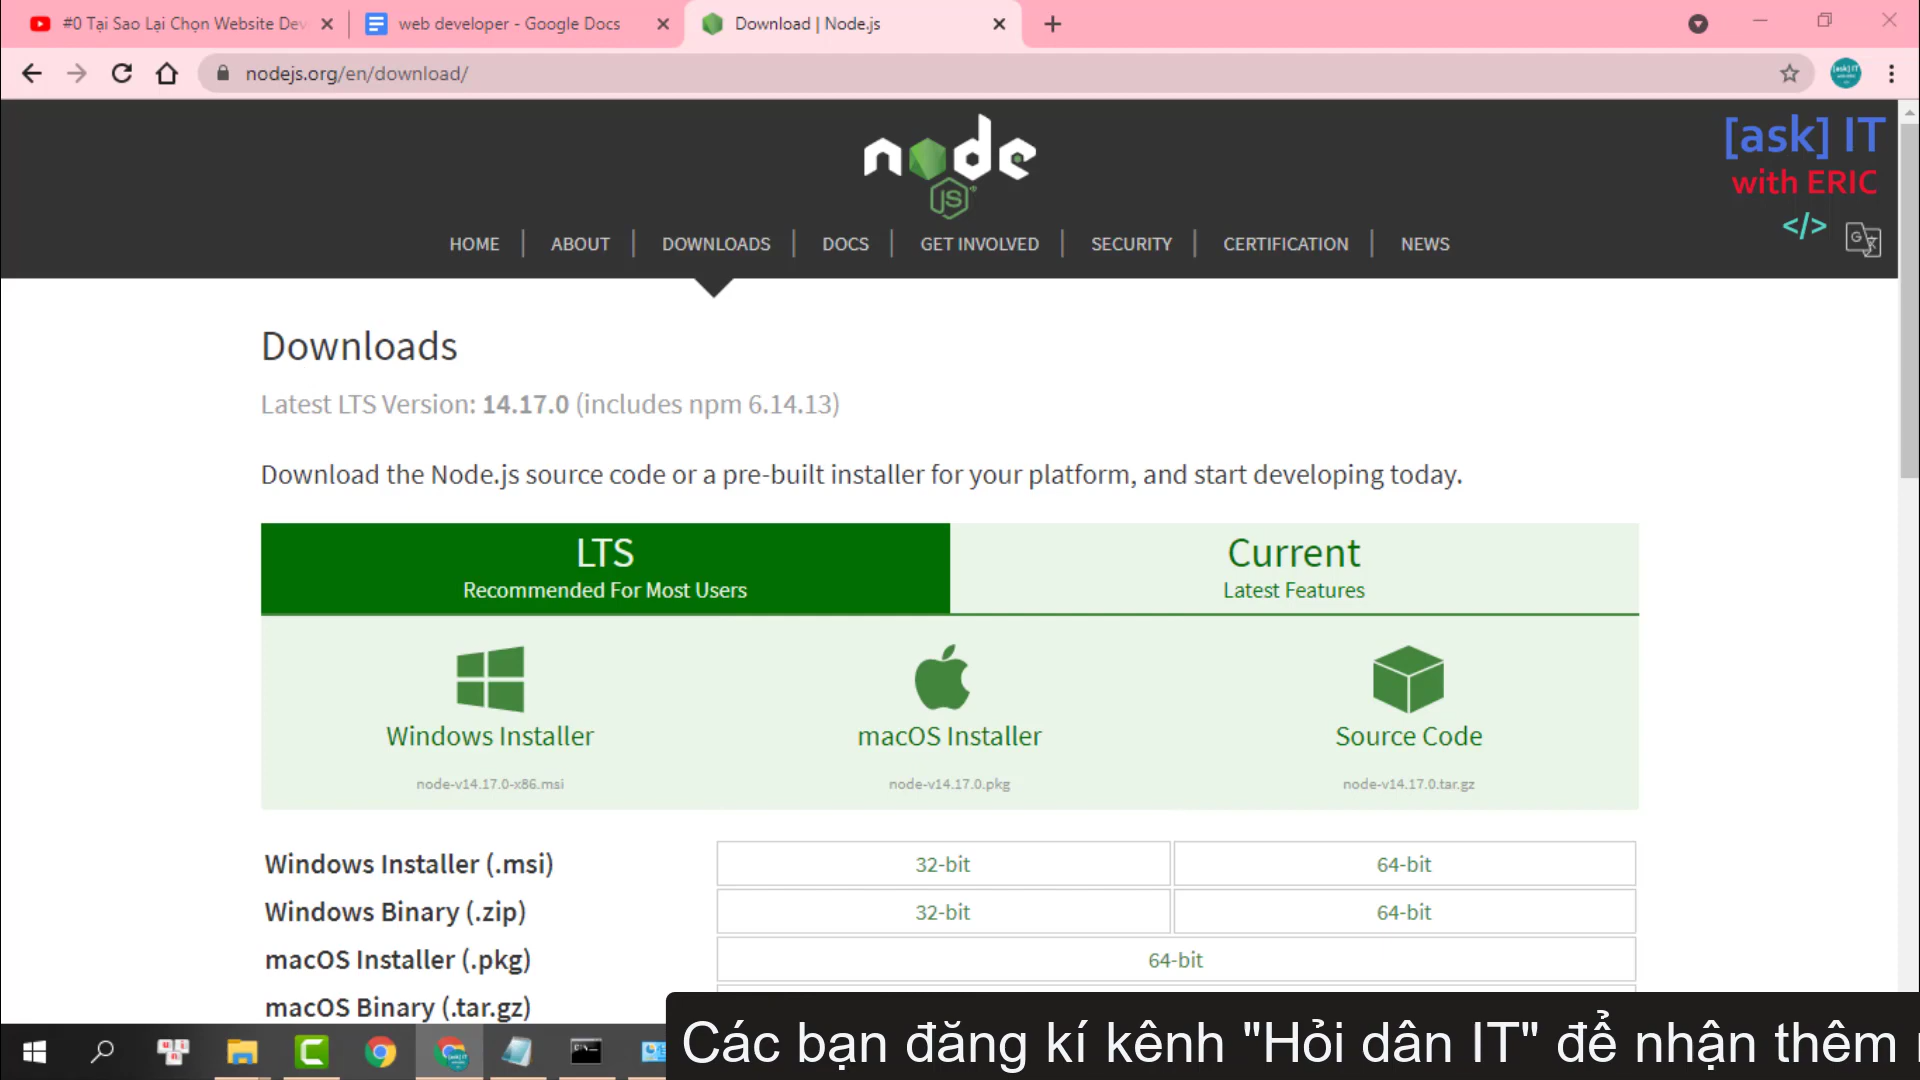 #0 Tại Sao Lại Chọn Website Dev
web developer - Google Docs
Download | Node.js
nodejs.org/en/download/
[ask] IT
with ERIC
</>
node
JS
HOME
ABOUT
DOWNLOADS
DOCS
GET INVOLVED
SECURITY
CERTIFICATION
NEWS
Downloads
Latest LTS Version: 14.17.0 (includes npm 6.14.13)
Download the Node.js source code or a pre-built installer for your platform, and start developing today.
LTS
Recommended For Most Users
Current
Latest Features
Windows Installer
node-v14.17.0-x86.msi
macOS Installer
node-v14.17.0.pkg
Source Code
node-v14.17.0.tar.gz
Windows Installer (.msi) 32-bit 64-bit
Windows Binary (.zip) 32-bit 64-bit
macOS Installer (.pkg) 64-bit
macOS Binary (.tar.gz)
Các bạn đăng kí kênh "Hỏi dân IT" để nhận thêm